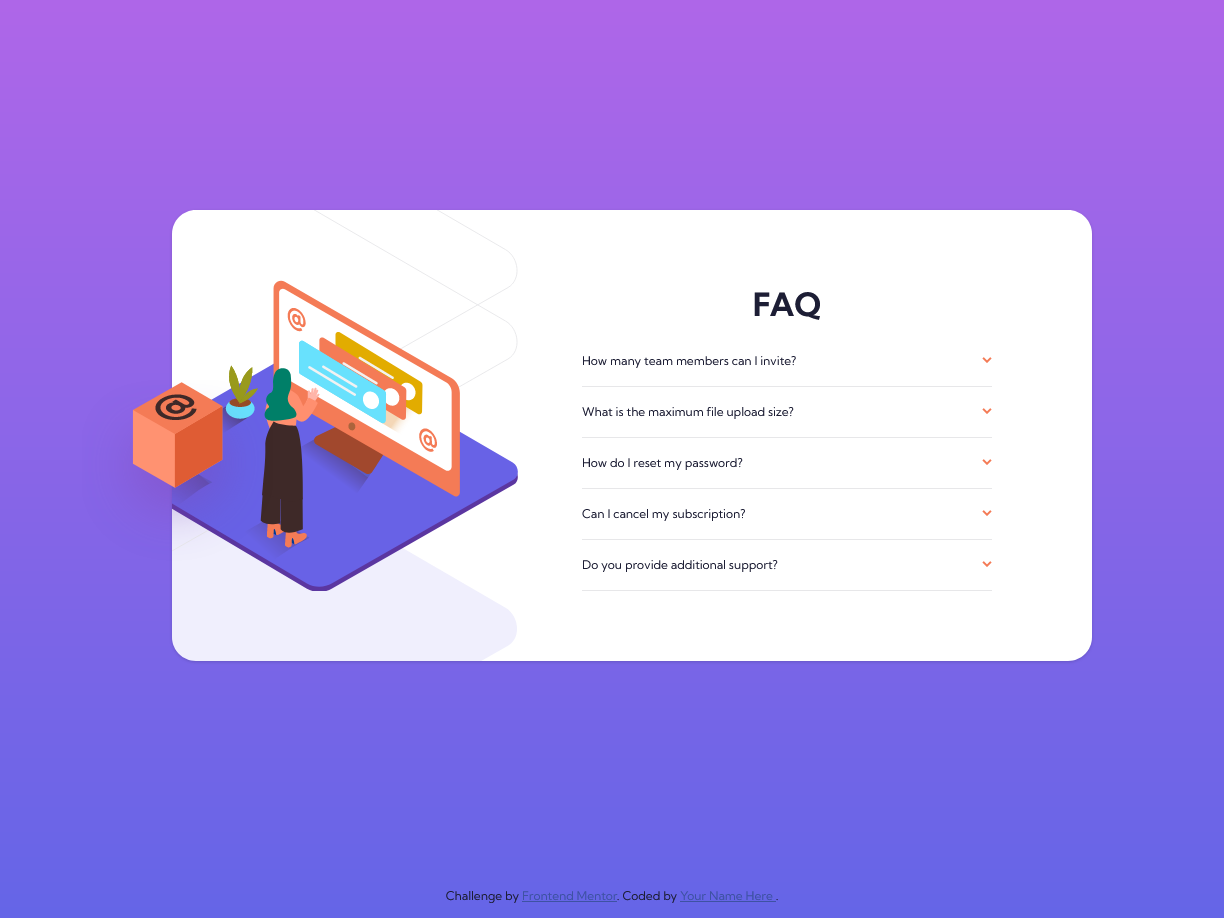 FAQ
How many team members can I invite?
What is the maximum file upload size?
How do I reset my password?
Can I cancel my subscription?
Do you provide additional support?
@
@
@
Challenge by Frontend Mentor. Coded by Your Name Here .